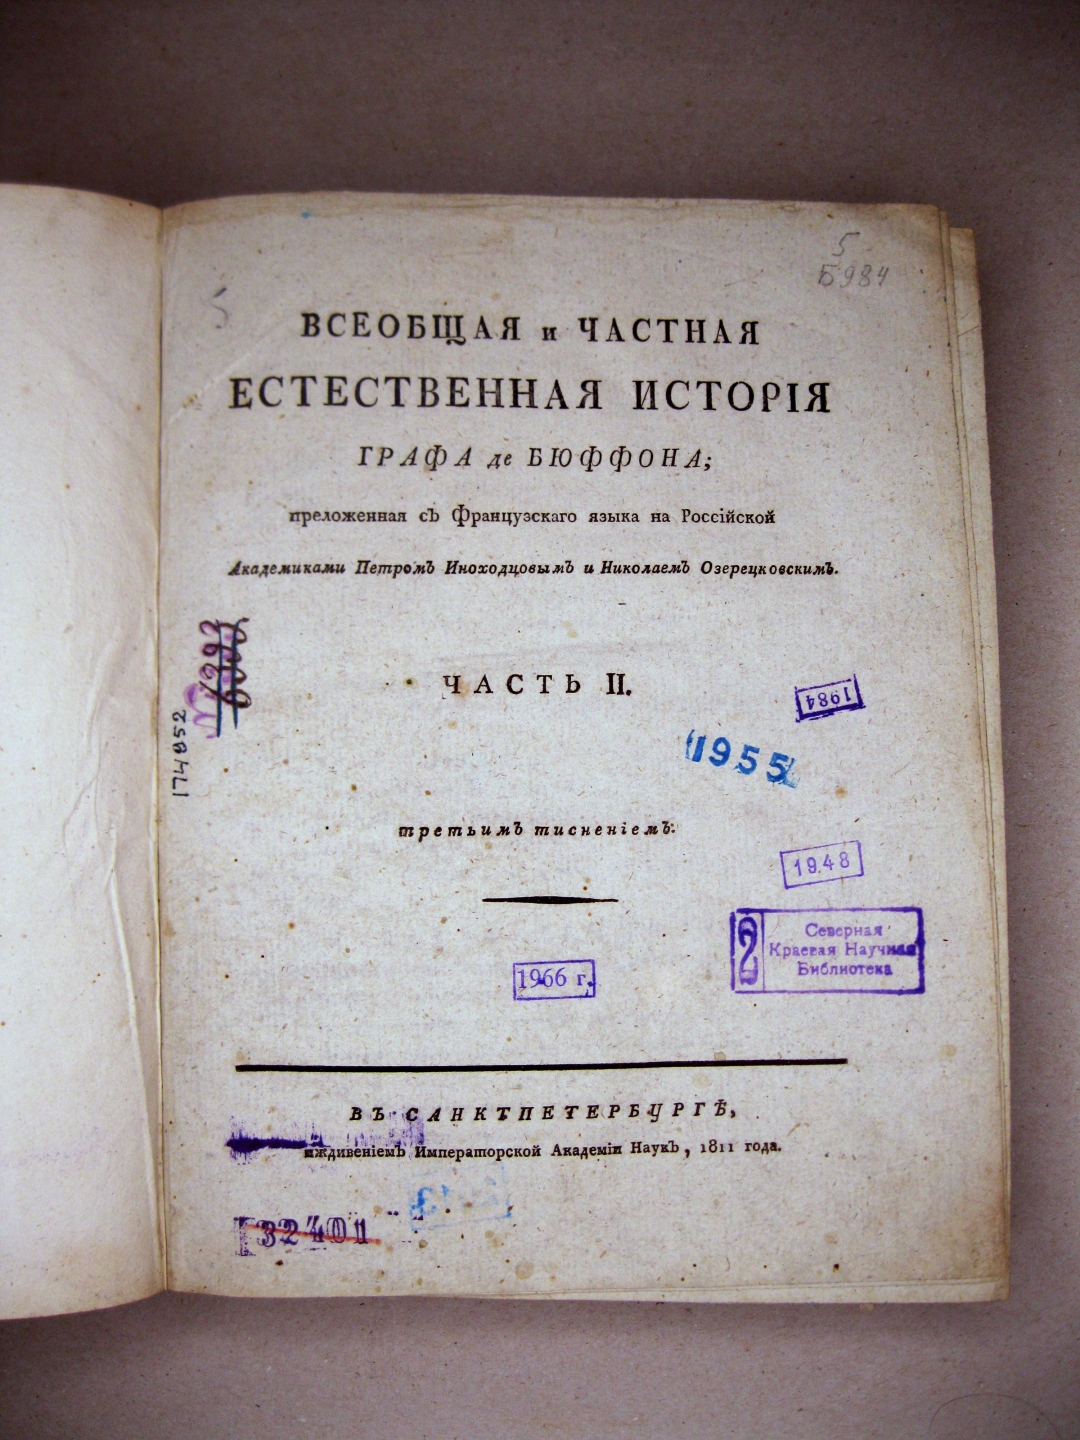 5
Б984
ВСЕОБЩАЯ и ЧАСТНАЯ
ЕСТЕСТВЕННАЯ ИСТОРІЯ
ГРАФА де БЮФФОНА;
преложенная съ Французскаго языка на Россійской
Академиками Петромъ Иноходцовымъ и Николаемъ Озерецковскимъ.
ЧАСТЬ II.
1984
174852
1955
третьимъ тисненіемъ.
1948
2
Северная
Краевая Научная
Библиотека
1966 г.
ВЪ САНКТПЕТЕРБУРГѢ,
иждивеніемъ Императорской Академіи Наукъ, 1811 года.
32401